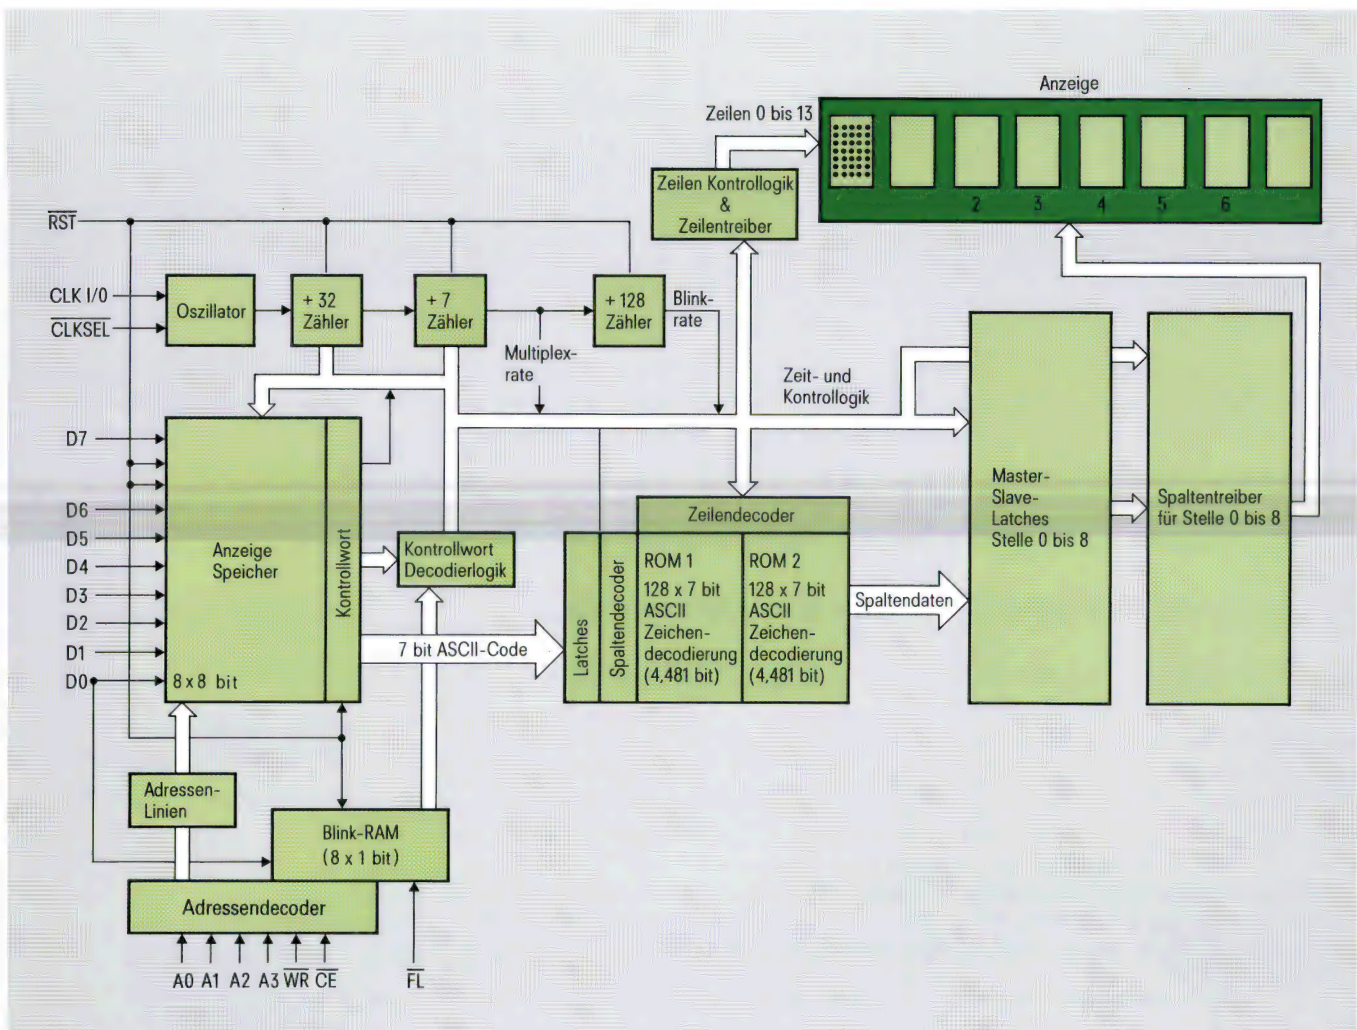 Anzeige
Zeilen 0 bis 13
Zeilen Kontrollogik
&
Zeilentreiber
2 3 4 5 6
RST
CLK I/0
CLKSEL
Oszillator
+ 32
Zähler
+ 7
Zähler
+ 128
Zähler
Blink-
rate
Multiplex-
rate
Zeit- und
Kontrollogik
D7
D6
D5
D4
D3
D2
D1
D0
Anzeige
Speicher
8 x 8 bit
Kontrollwort
Kontrollwort
Decodierlogik
7 bit ASCII-Code
Latches
Spaltendecoder
Zeilendecoder
ROM 1
128 x 7 bit
ASCII
Zeichen-
decodierung
(4,481 bit)
ROM 2
128 x 7 bit
ASCII
Zeichen-
decodierung
(4,481 bit)
Spaltendaten
Master-
Slave-
Latches
Stelle 0 bis 8
Spaltentreiber
für Stelle 0 bis 8
Adressen-
Linien
Blink-RAM
(8 x 1 bit)
Adressendecoder
A0 A1 A2 A3 WR CE
FL